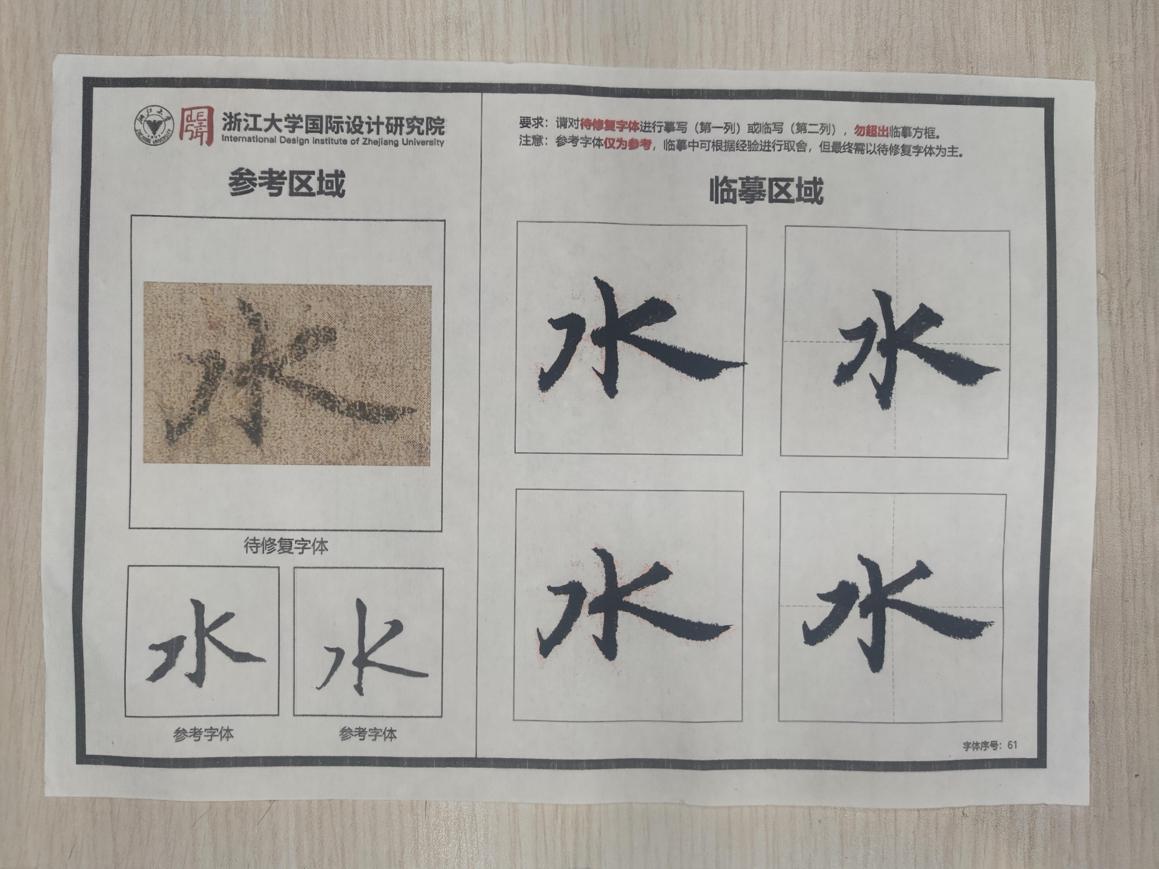 浙江大学国际设计研究院
International Design Institute of Zhejiang University
参考区域
水
待修复字体
水
水
参考字体
参考字体
要求：请对待修复字体进行摹写（第一列）或临写（第二列），勿超出临摹方框。
注意：参考字体仅为参考，临摹中可根据经验进行取舍，但最终需以待修复字体为主。
临摹区域
水
水
水
水
字体序号：61